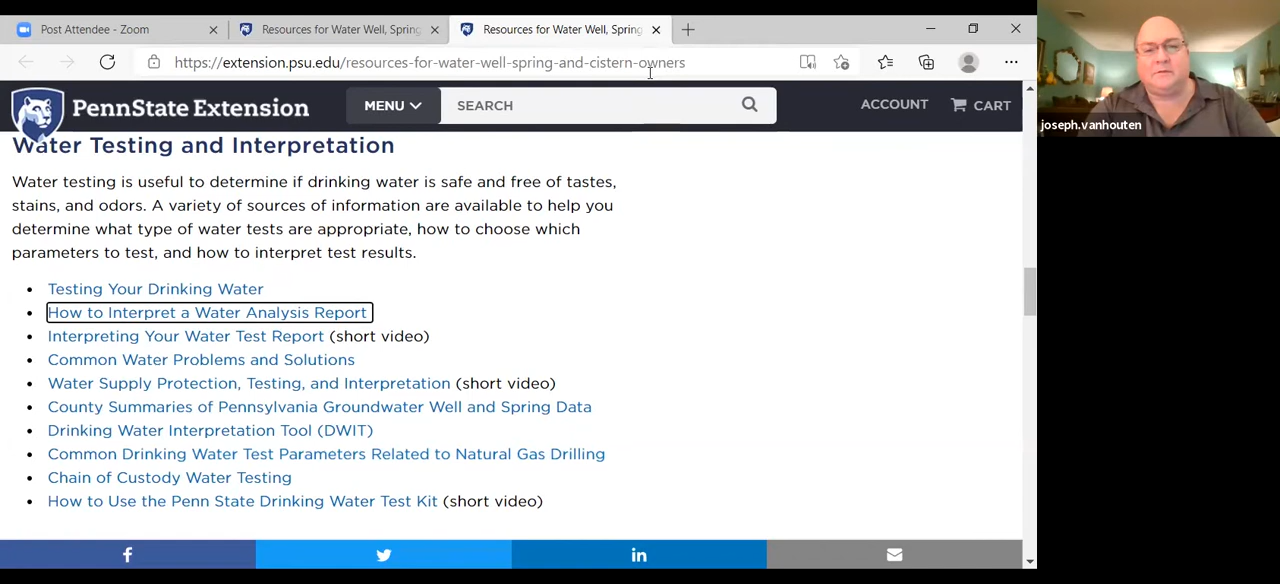 Post Attendee - Zoom
Resources for Water Well, Spring
Resources for Water Well, Spring
https://extension.psu.edu/resources-for-water-well-spring-and-cistern-owners
PennState Extension
MENU
SEARCH
ACCOUNT
CART
joseph.vanhouten
Water Testing and Interpretation
Water testing is useful to determine if drinking water is safe and free of tastes,
stains, and odors. A variety of sources of information are available to help you
determine what type of water tests are appropriate, how to choose which
parameters to test, and how to interpret test results.
• Testing Your Drinking Water
• How to Interpret a Water Analysis Report
• Interpreting Your Water Test Report (short video)
• Common Water Problems and Solutions
• Water Supply Protection, Testing, and Interpretation (short video)
• County Summaries of Pennsylvania Groundwater Well and Spring Data
• Drinking Water Interpretation Tool (DWIT)
• Common Drinking Water Test Parameters Related to Natural Gas Drilling
• Chain of Custody Water Testing
• How to Use the Penn State Drinking Water Test Kit (short video)